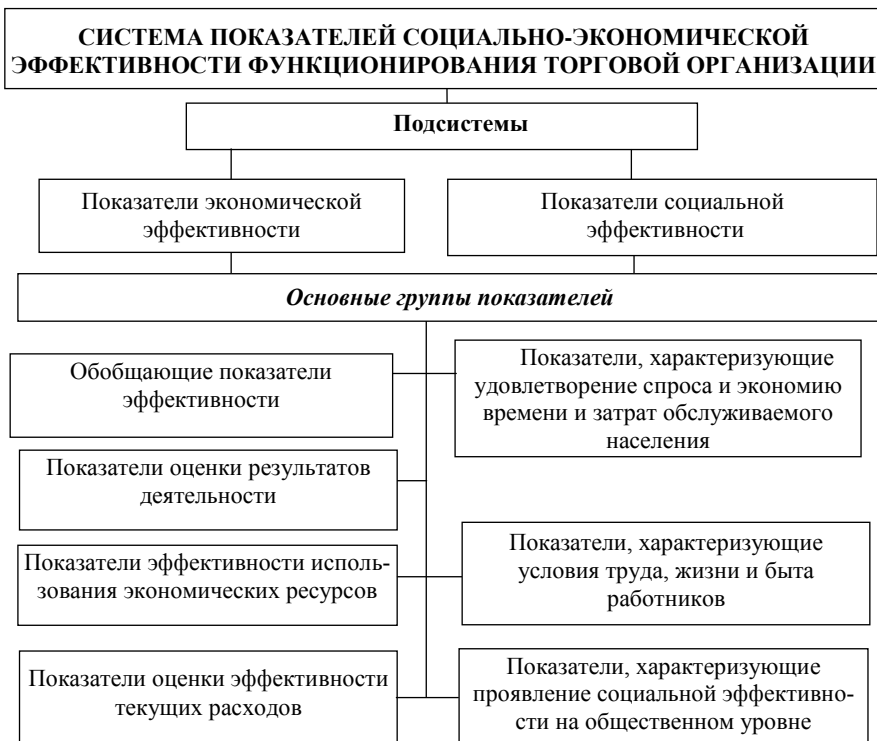 СИСТЕМА ПОКАЗАТЕЛЕЙ СОЦИАЛЬНО-ЭКОНОМИЧЕСКОЙ
ЭФФЕКТИВНОСТИ ФУНКЦИОНИРОВАНИЯ ТОРГОВОЙ ОРГАНИЗАЦИИ
Подсистемы
Показатели экономической
эффективности
Показатели социальной
эффективности
Основные группы показателей
Обобщающие показатели
эффективности
Показатели, характеризующие
удовлетворение спроса и экономию
времени и затрат обслуживаемого
населения
Показатели оценки результатов
деятельности
Показатели эффективности исполь-
зования экономических ресурсов
Показатели, характеризующие
условия труда, жизни и быта
работников
Показатели оценки эффективности
текущих расходов
Показатели, характеризующие
проявление социальной эффективно-
сти на общественном уровне